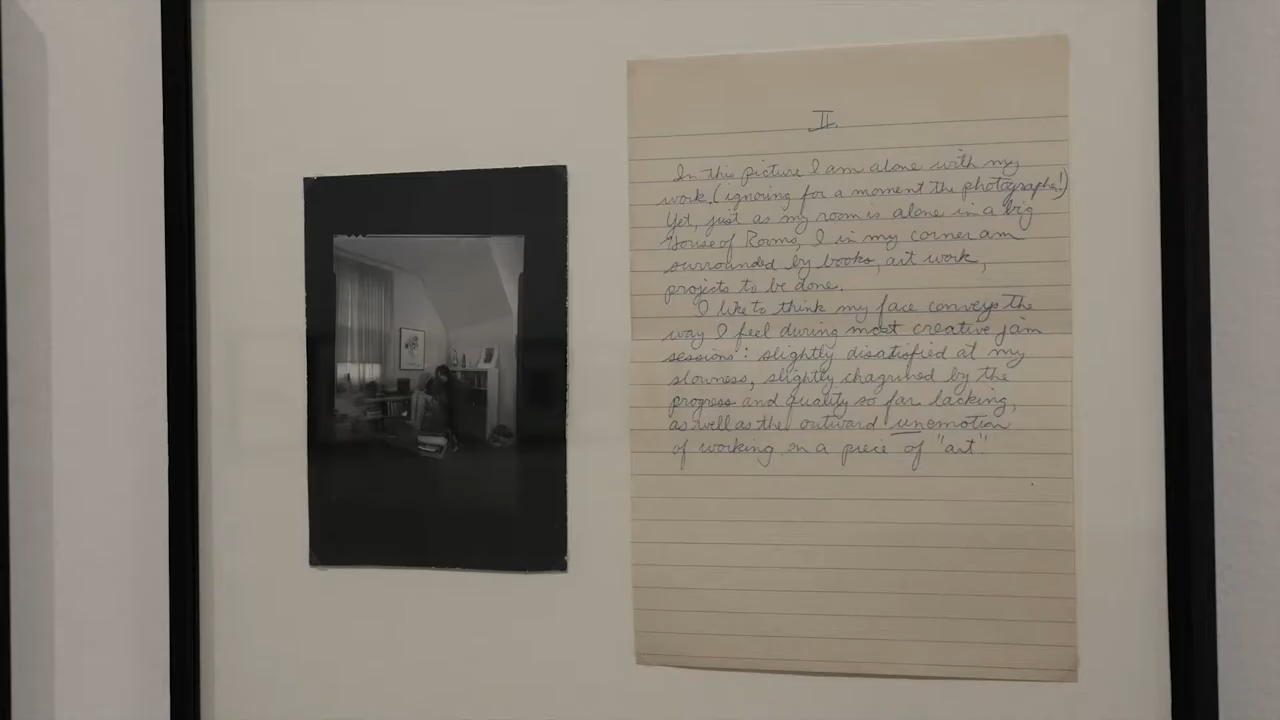 II.
In this picture I am alone with my
work. (ignoring for a moment the photographer!)
Yet, just as my room is alone in a big
House of Rooms, I in my corner am
surrounded by books, art work,
projects to be done.
I like to think my face conveys the
way I feel during most creative jam
sessions: slightly disatisfied at my
slowness, slightly chagrined by the
progress and quality so far lacking,
as well as the outward unemotion
of working on a piece of "art"